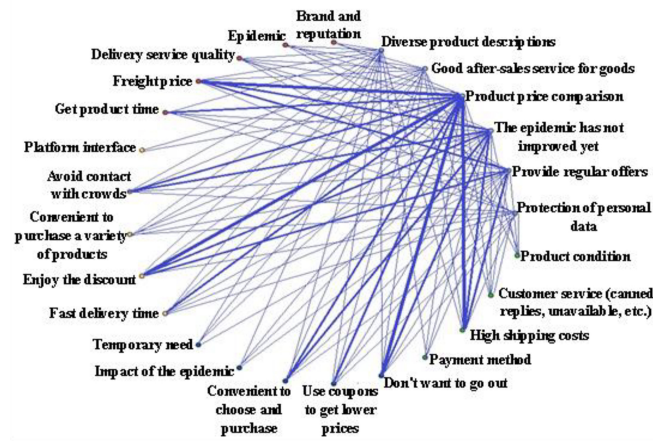 Brand and
reputation
Epidemic
Diverse product descriptions
Delivery service quality
Good after-sales service for goods
Freight price
Product price comparison
Get product time
The epidemic has not
improved yet
Platform interface
Provide regular offers
Avoid contact
with crowds
Protection of personal
data
Convenient to
purchase a variety
of products
Product condition
Enjoy the discount
Customer service (canned
replies, unavailable, etc.)
Fast delivery time
High shipping costs
Temporary need
Payment method
Impact of the epidemic
Don't want to go out
Convenient to
choose and
purchase
Use coupons
to get lower
prices